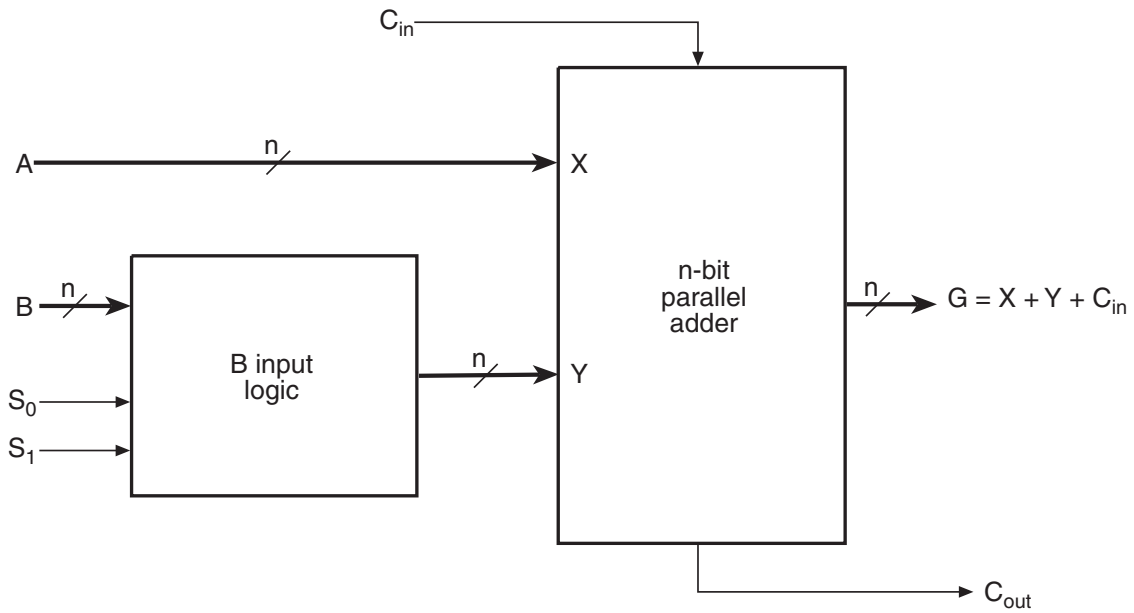 C_in
n
A
X
n
B
n-bit
parallel
adder
n
G = X + Y + C_in
B input
logic
n
Y
S_0
S_1
C_out